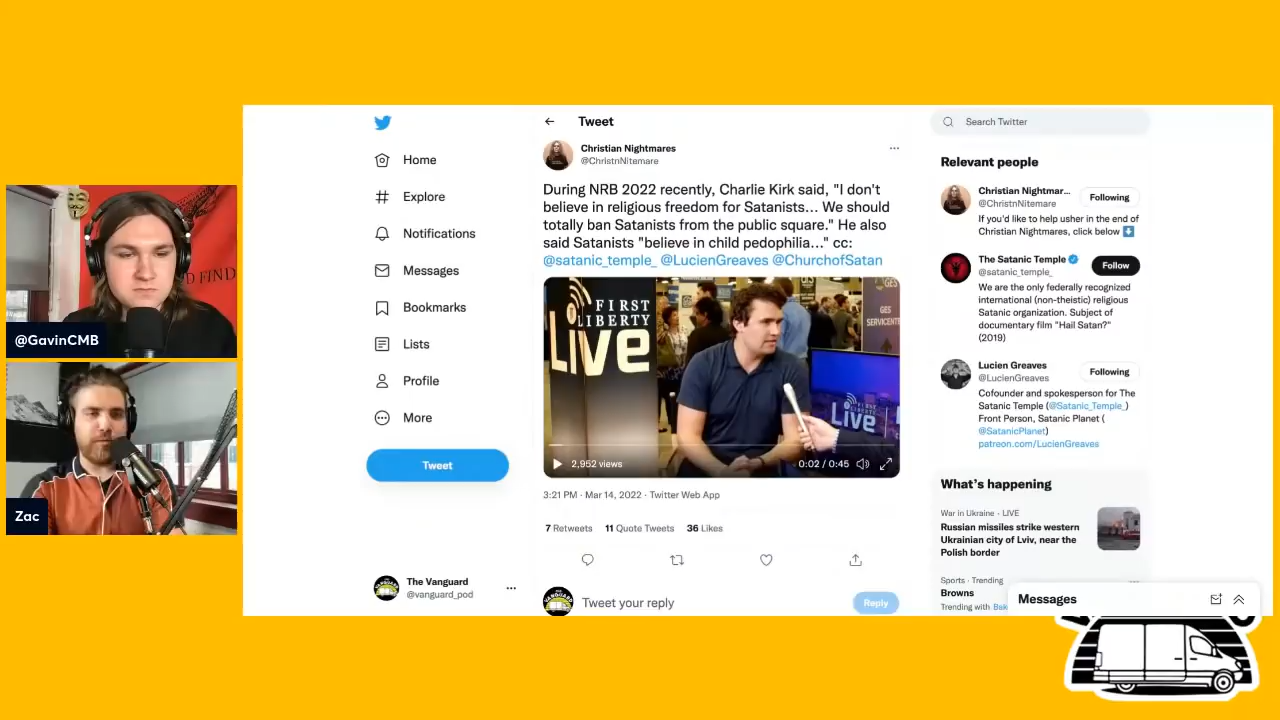 @GavinCMB
Zac
D FIND
Home
Explore
Notifications
Messages
Bookmarks
Lists
Profile
More
Tweet
The Vanguard
@vanguard_pod
Tweet
Christian Nightmares
@ChristnNitemare
During NRB 2022 recently, Charlie Kirk said, "I don't
believe in religious freedom for Satanists... We should
totally ban Satanists from the public square." He also
said Satanists "believe in child pedophilia..." cc:
@satanic_temple_ @LucienGreaves @ChurchofSatan
FIRST
LIBERTY
Live
GES
SERVICENTE
FIRST
LIBERTY
Live
2,952 views
0:02 / 0:45
3:21 PM · Mar 14, 2022 · Twitter Web App
7 Retweets 11 Quote Tweets 36 Likes
Tweet your reply
Reply
Search Twitter
Relevant people
Christian Nightmar...
@ChristnNitemare
Following
If you'd like to help usher in the end of
Christian Nightmares, click below
The Satanic Temple
@satanic_temple_
Follow
We are the only federally recognized
international (non-theistic) religious
Satanic organization. Subject of
documentary film "Hail Satan?"
(2019)
Lucien Greaves
@LucienGreaves
Following
Cofounder and spokesperson for The
Satanic Temple (@Satanic_Temple_)
Front Person, Satanic Planet (
@SatanicPlanet)
patreon.com/LucienGreaves
What's happening
War in Ukraine · LIVE
Russian missiles strike western
Ukrainian city of Lviv, near the
Polish border
Sports · Trending
Browns
Trending with Bak
Messages